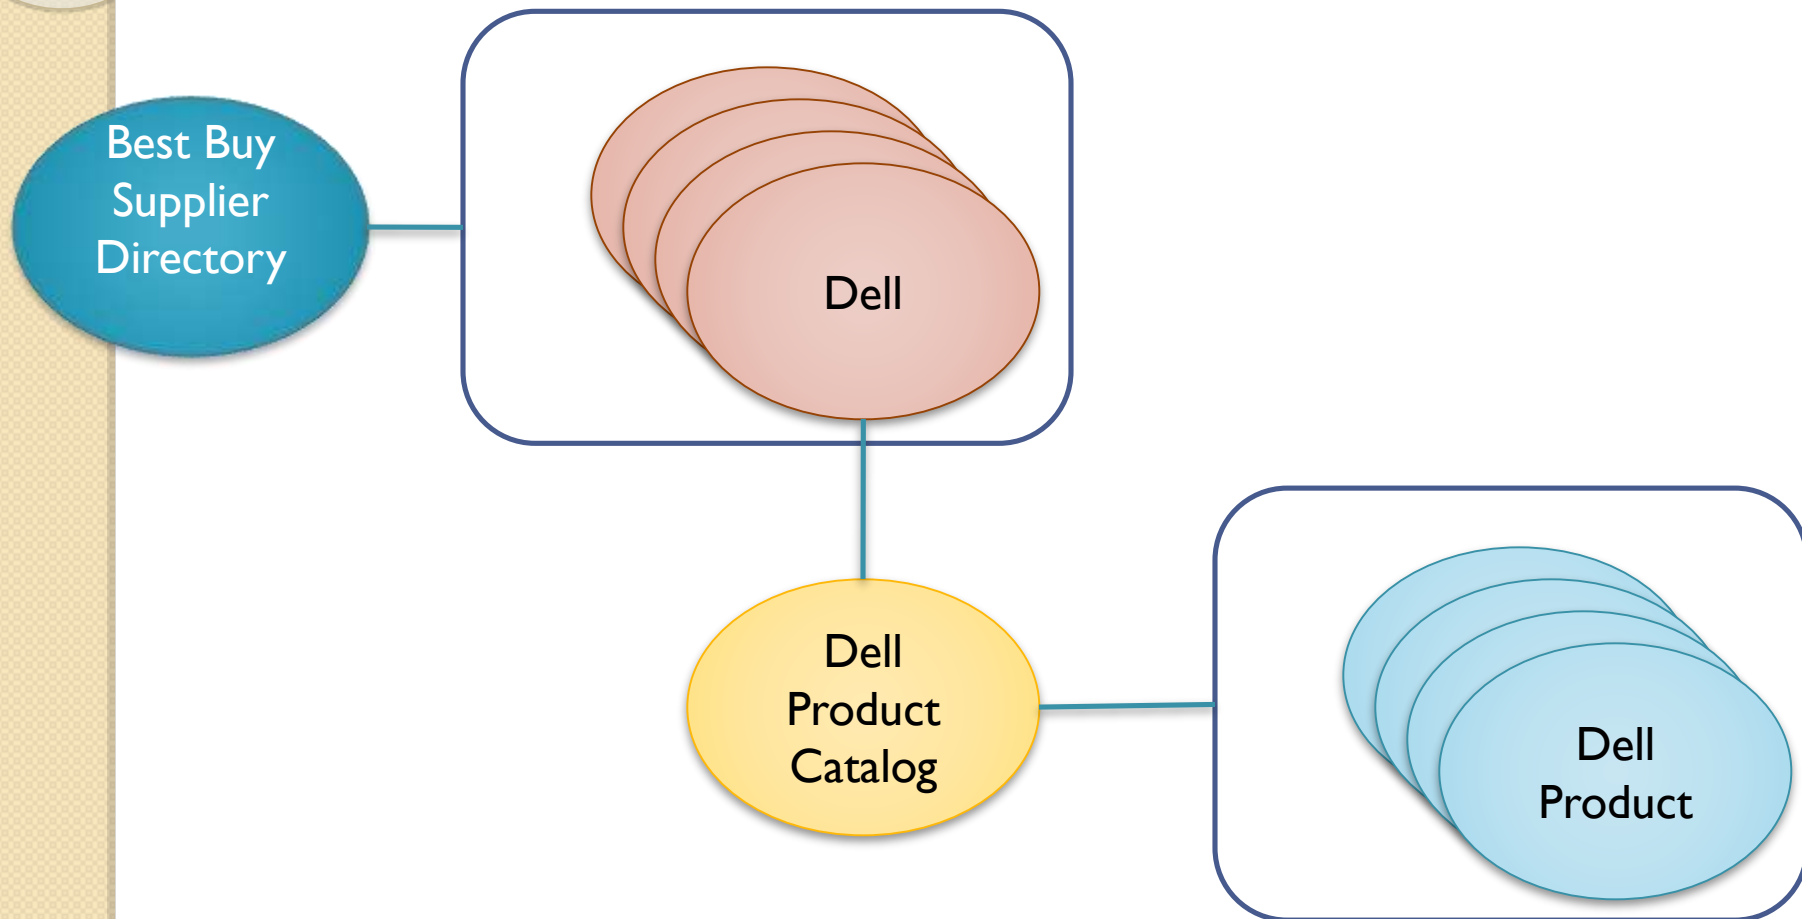 Best Buy
Supplier
Directory
Dell
Dell
Product
Catalog
Dell
Product